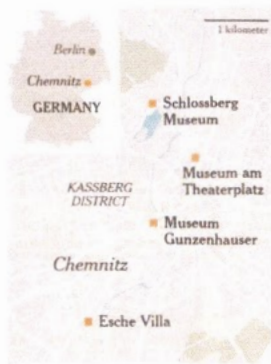 1 kilometer
Berlin
Chemnitz
GERMANY
Schlossberg
Museum
Museum am
Theaterplatz
KASSBERG
DISTRICT
Museum
Gunzenhauser
Chemnitz
Esche Villa